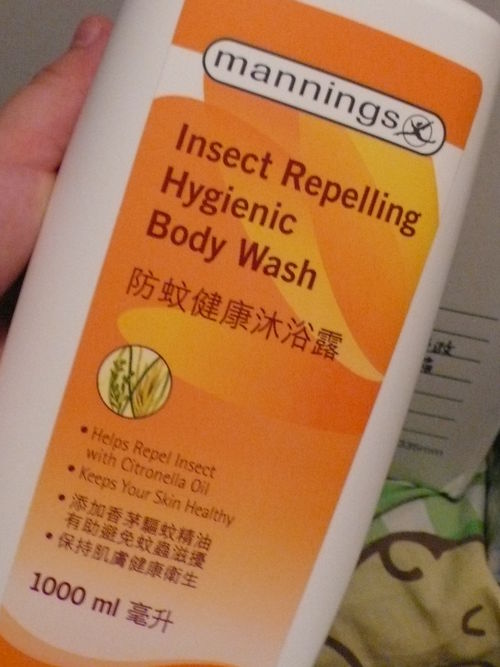 mannings
Insect Repelling
Hygienic
Body Wash
防蚊健康沐浴露
• Helps Repel Insect
with Citronella Oil
• Keeps Your Skin Healthy
• 添加香茅驅蚊精油
有助避免蚊蟲滋擾
• 保持肌膚健康衛生
1000 ml 毫升